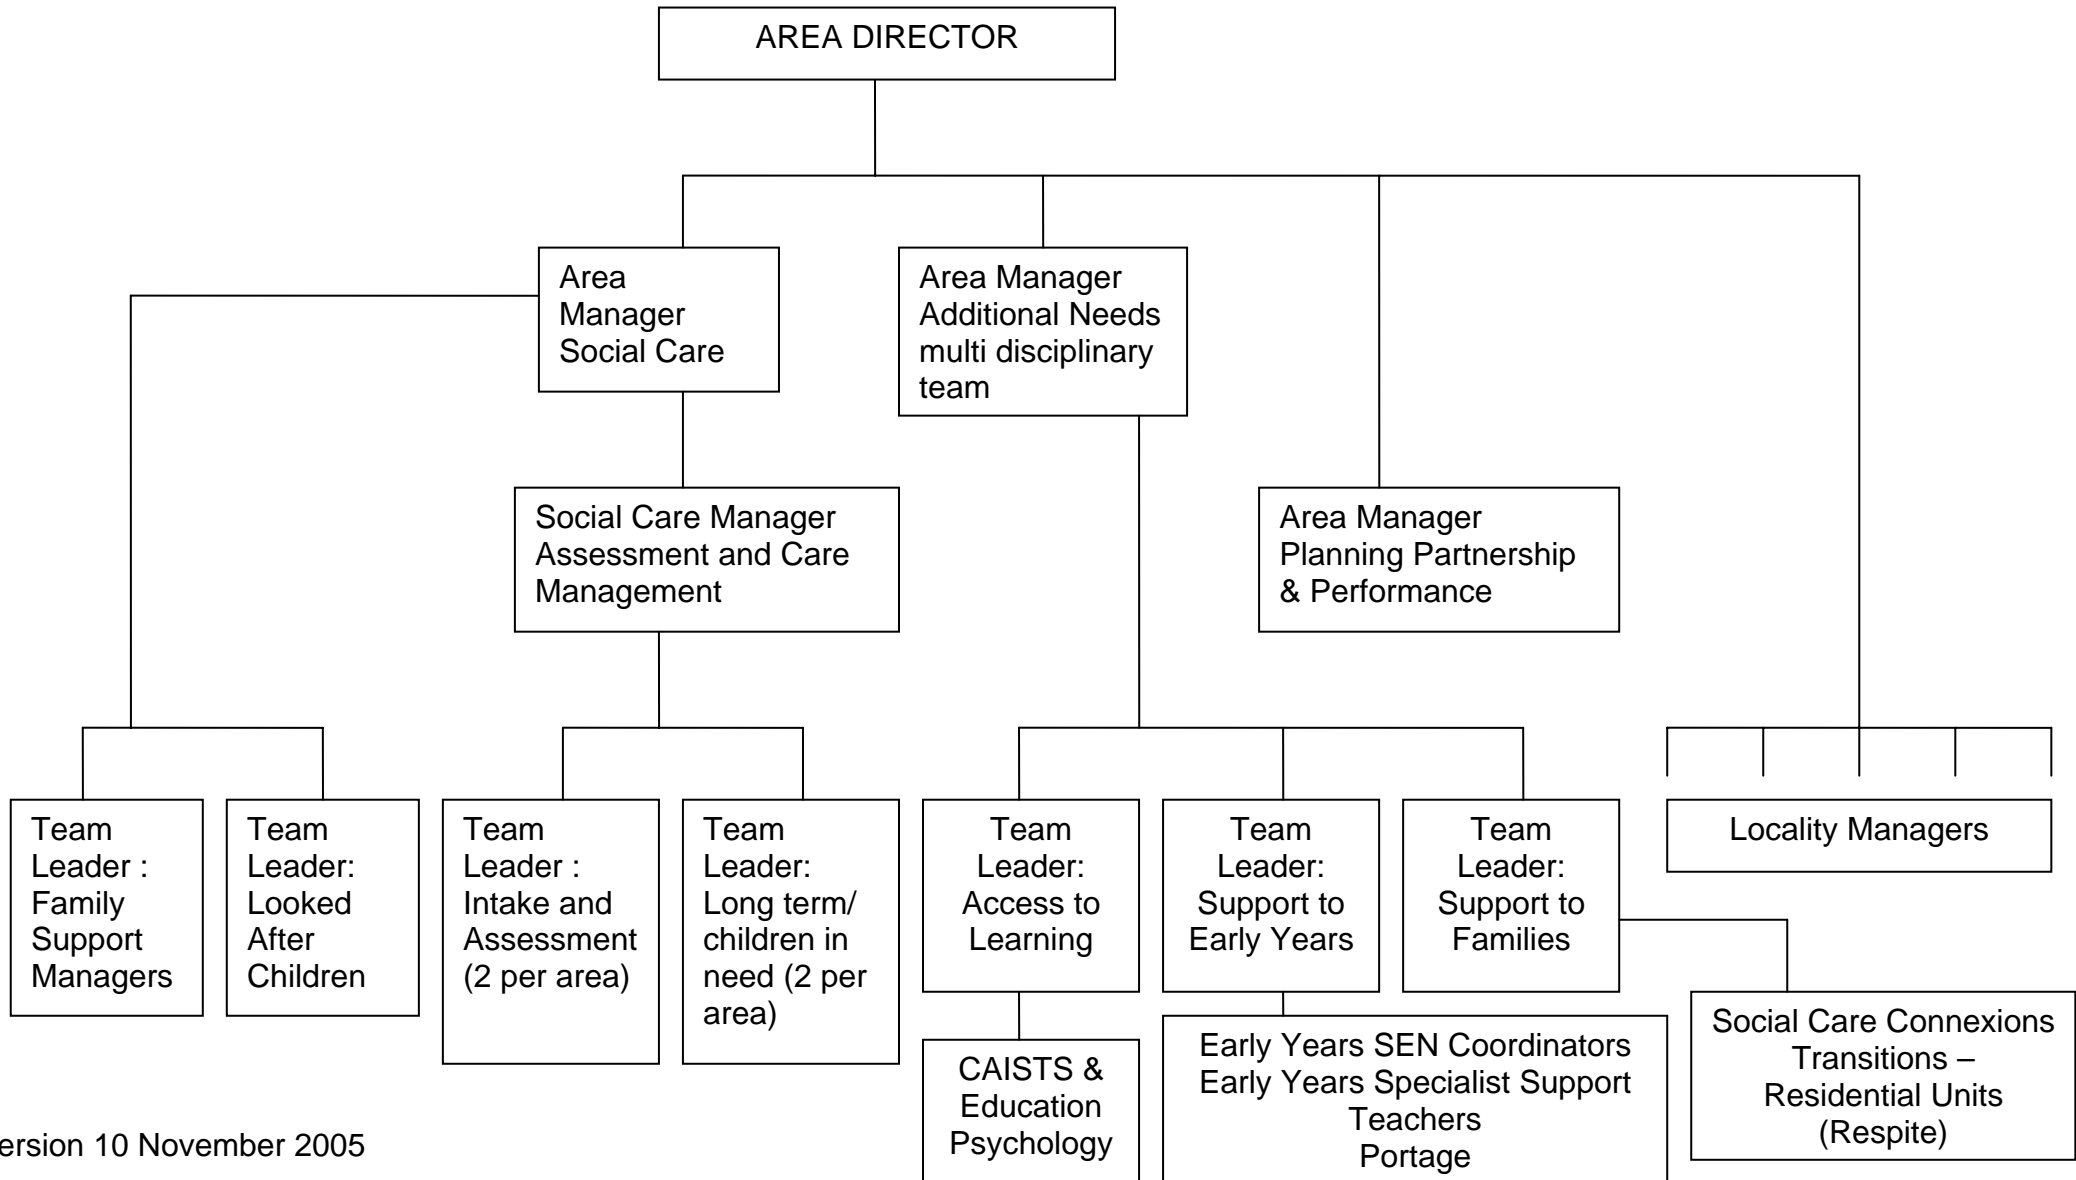 AREA DIRECTOR
Area
Manager
Social Care
Area Manager
Additional Needs
multi disciplinary
team
Social Care Manager
Assessment and Care
Management
Area Manager
Planning Partnership
& Performance
Team
Leader :
Family
Support
Managers
Team
Leader:
Looked
After
Children
Team
Leader :
Intake and
Assessment
(2 per area)
Team
Leader:
Long term/
children in
need (2 per
area)
Team
Leader:
Access to
Learning
Team
Leader:
Support to
Early Years
Team
Leader:
Support to
Families
Locality Managers
CAISTS &
Education
Psychology
Early Years SEN Coordinators
Early Years Specialist Support
Teachers
Portage
Social Care Connexions
Transitions –
Residential Units
(Respite)
ersion 10 November 2005